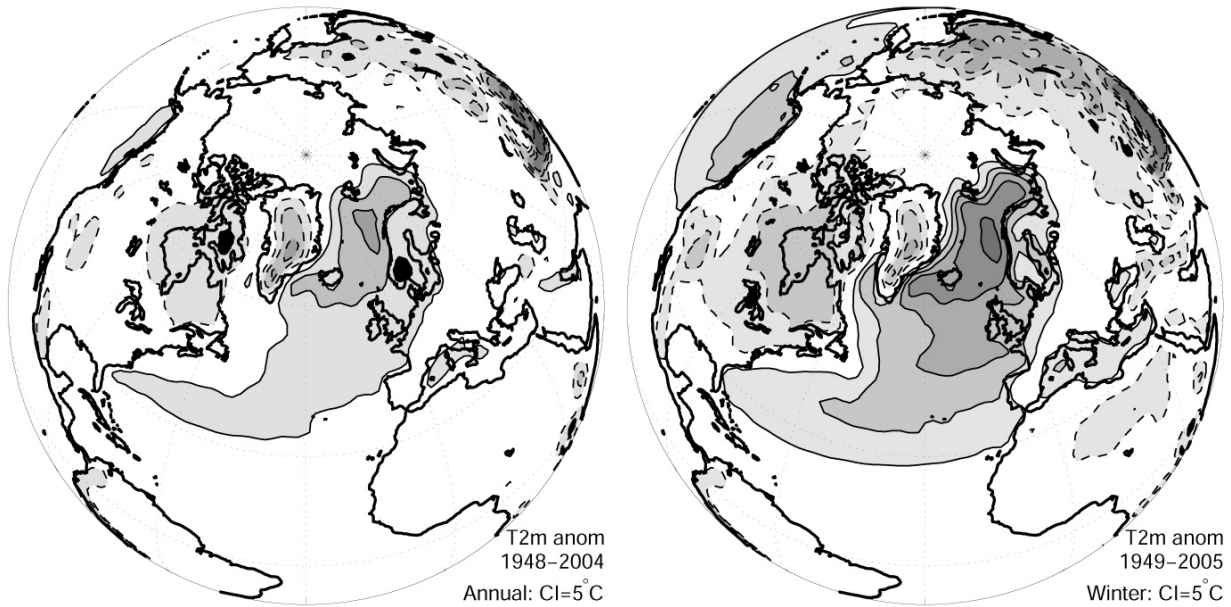 T2m anom
1948–2004
Annual: CI=5°C
T2m anom
1949–2005
Winter: CI=5°C